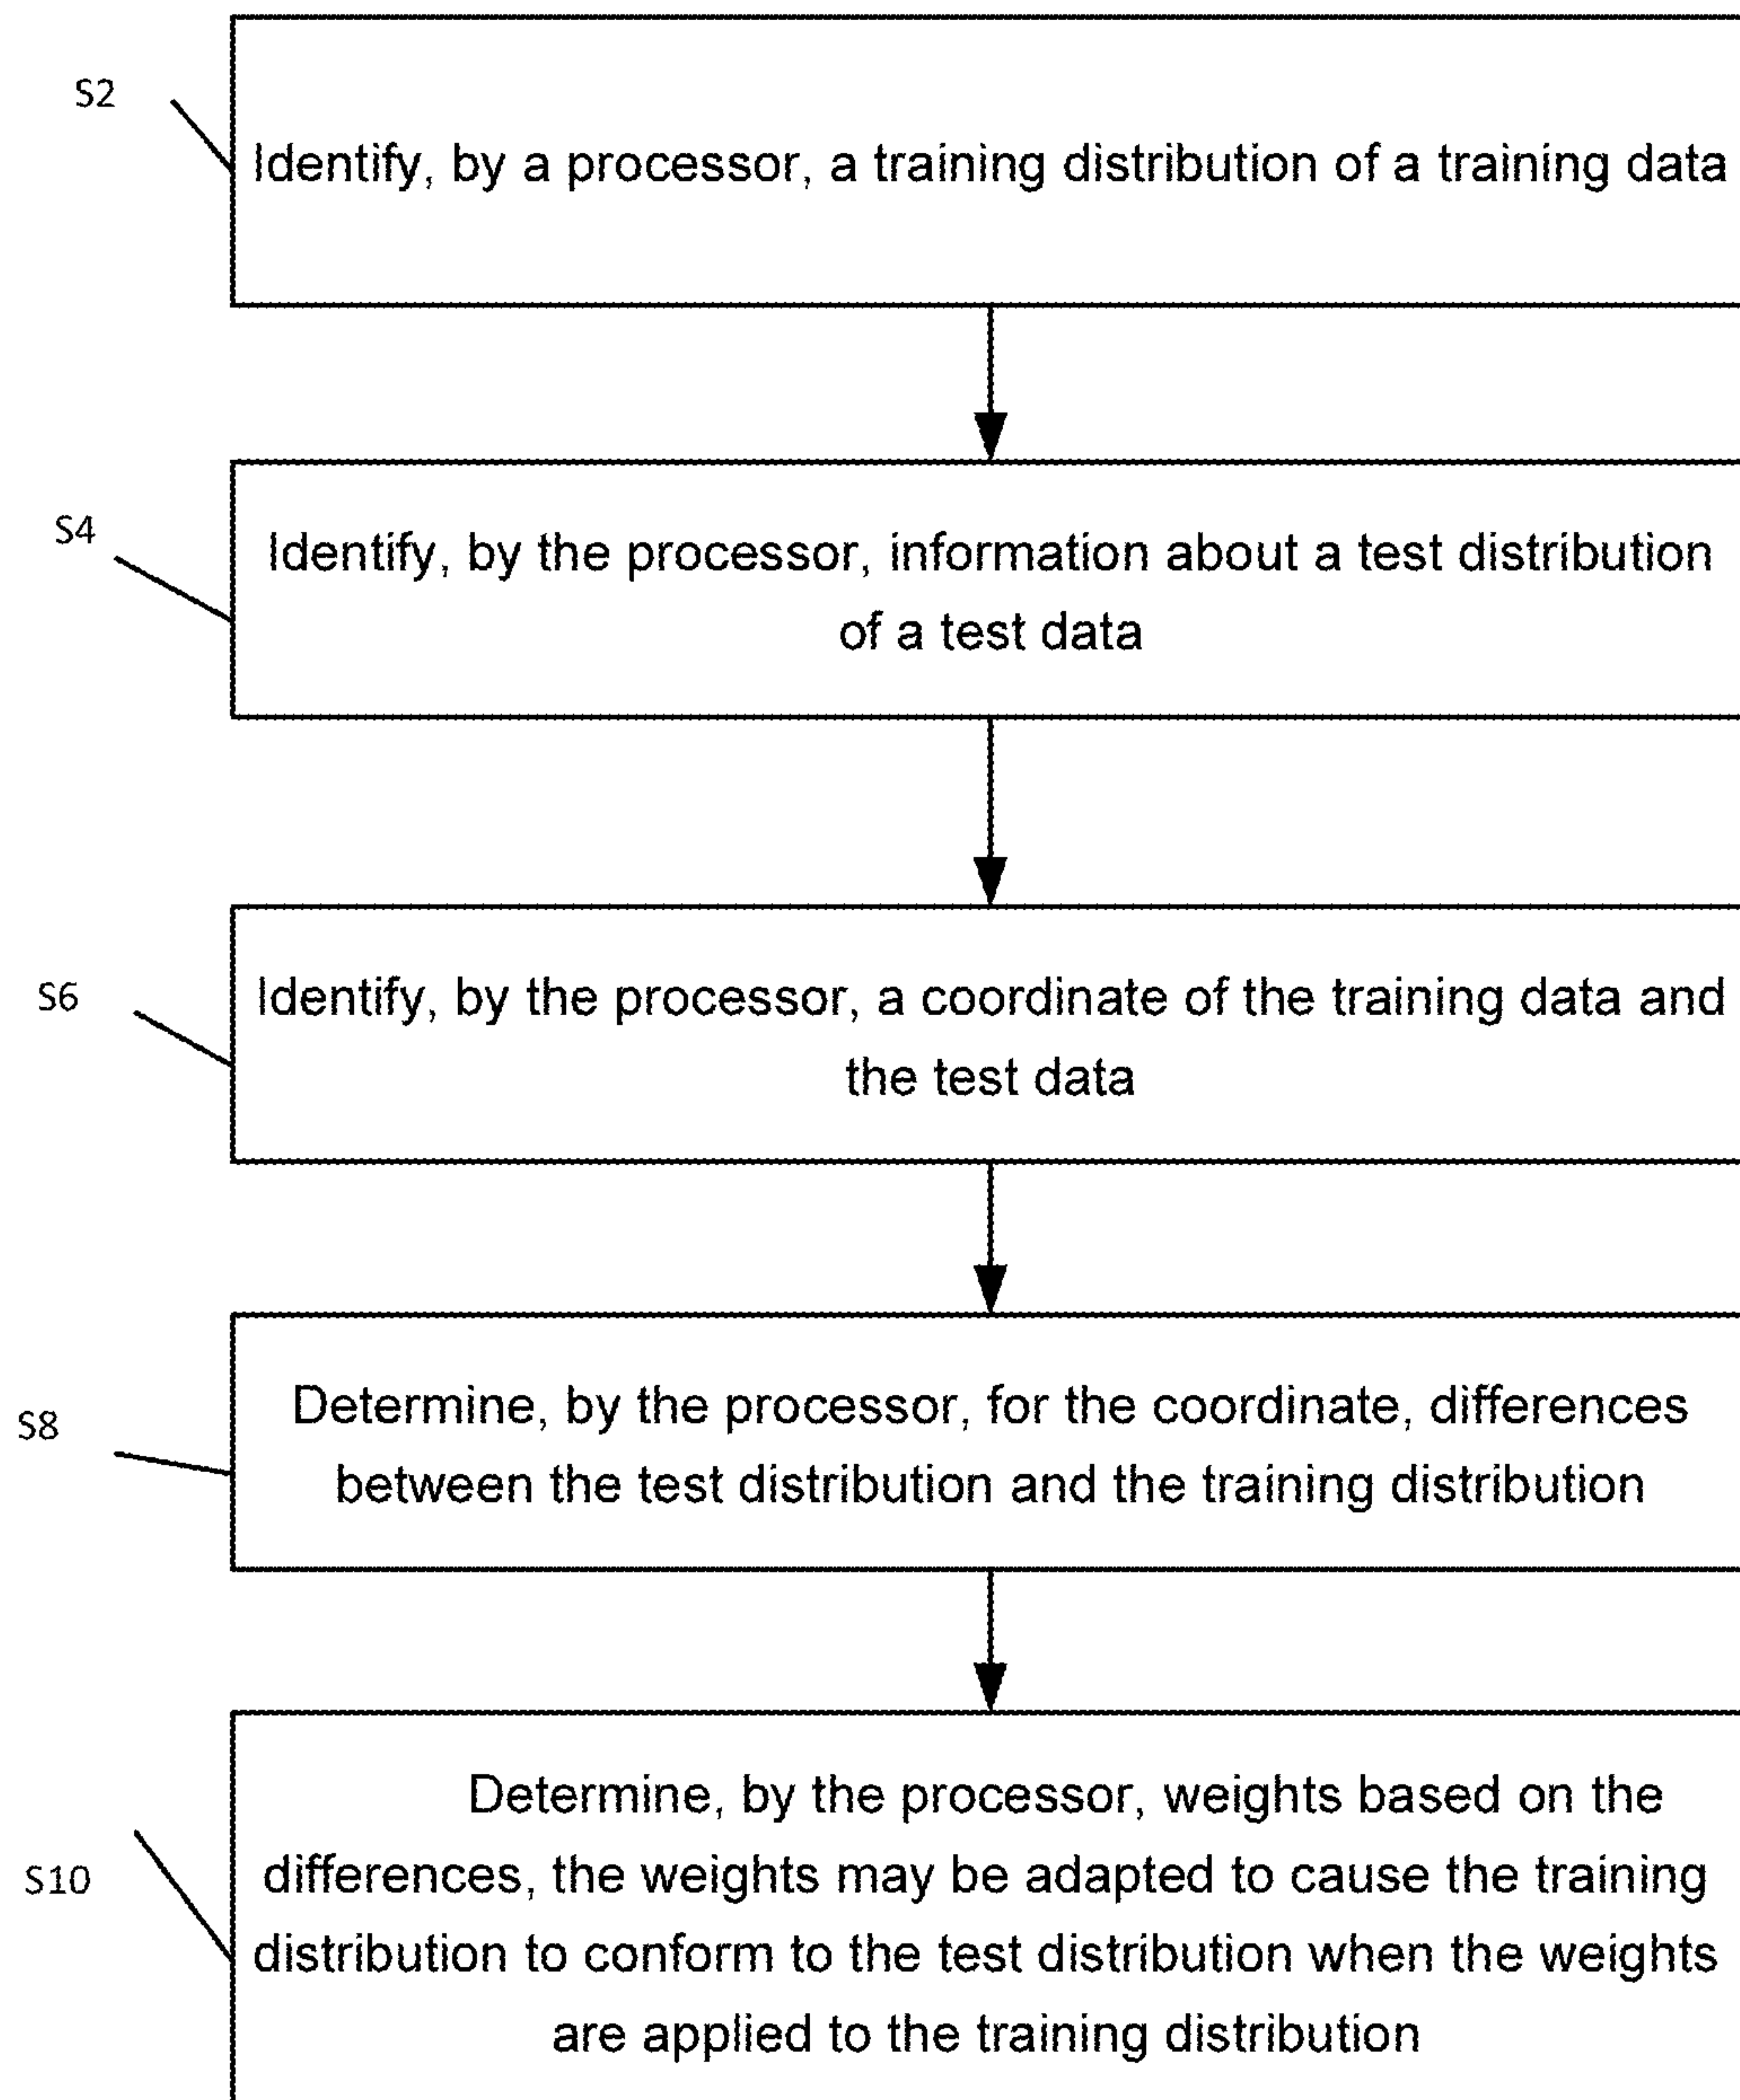 S2
Identify, by a processor, a training distribution of a training data
S4
Identify, by the processor, information about a test distribution
of a test data
S6
Identify, by the processor, a coordinate of the training data and
the test data
S8
Determine, by the processor, for the coordinate, differences
between the test distribution and the training distribution
S10
Determine, by the processor, weights based on the
differences, the weights may be adapted to cause the training
distribution to conform to the test distribution when the weights
are applied to the training distribution